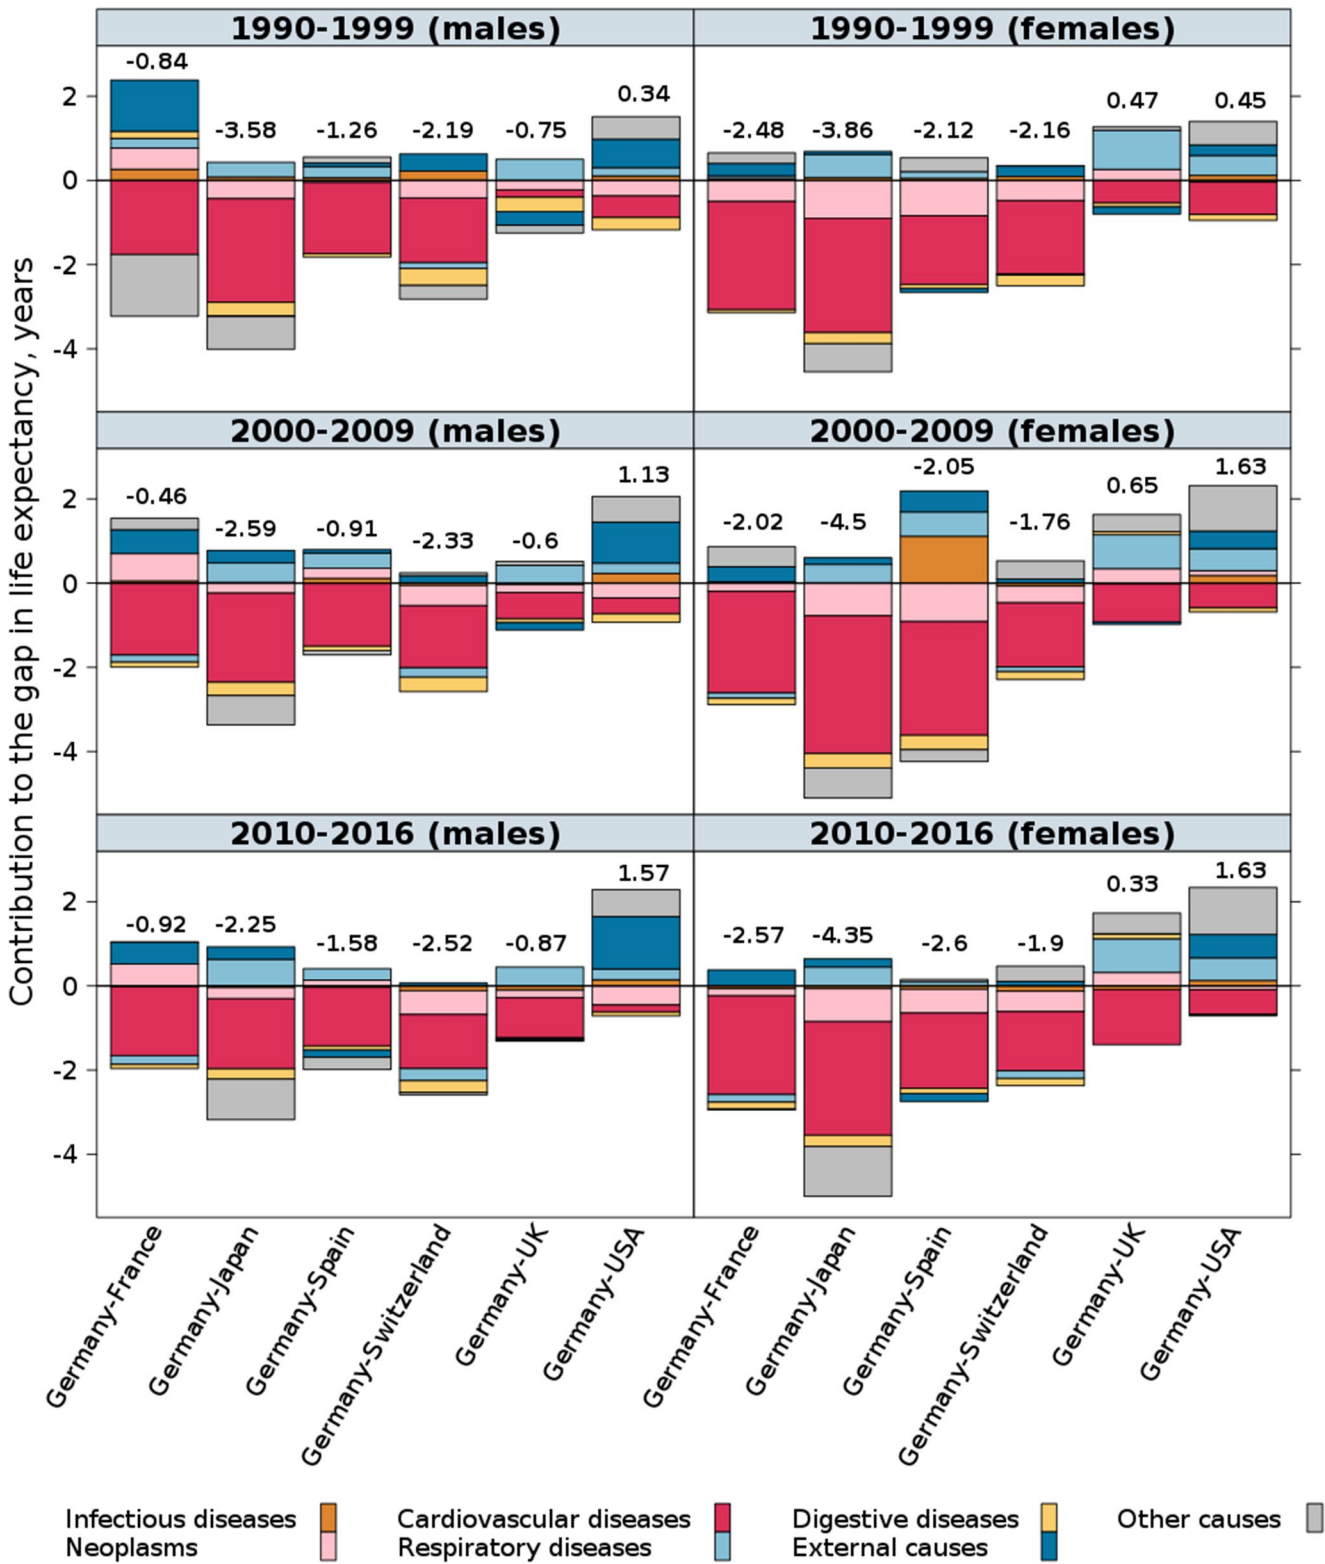 1990-1999 (males)
1990-1999 (females)
-0.84
-3.58
-1.26
-2.19
-0.75
0.34
-2.48
-3.86
-2.12
-2.16
0.47
0.45
2
0
-2
-4
2000-2009 (males)
2000-2009 (females)
-0.46
-2.59
-0.91
-2.33
-0.6
1.13
-2.02
-4.5
-2.05
-1.76
0.65
1.63
2
0
-2
-4
2010-2016 (males)
2010-2016 (females)
-0.92
-2.25
-1.58
-2.52
-0.87
1.57
-2.57
-4.35
-2.6
-1.9
0.33
1.63
2
0
-2
-4
Contribution to the gap in life expectancy, years
Germany-France
Germany-Japan
Germany-Spain
Germany-Switzerland
Germany-UK
Germany-USA
Germany-France
Germany-Japan
Germany-Spain
Germany-Switzerland
Germany-UK
Germany-USA
Infectious diseases
Neoplasms
Cardiovascular diseases
Respiratory diseases
Digestive diseases
External causes
Other causes